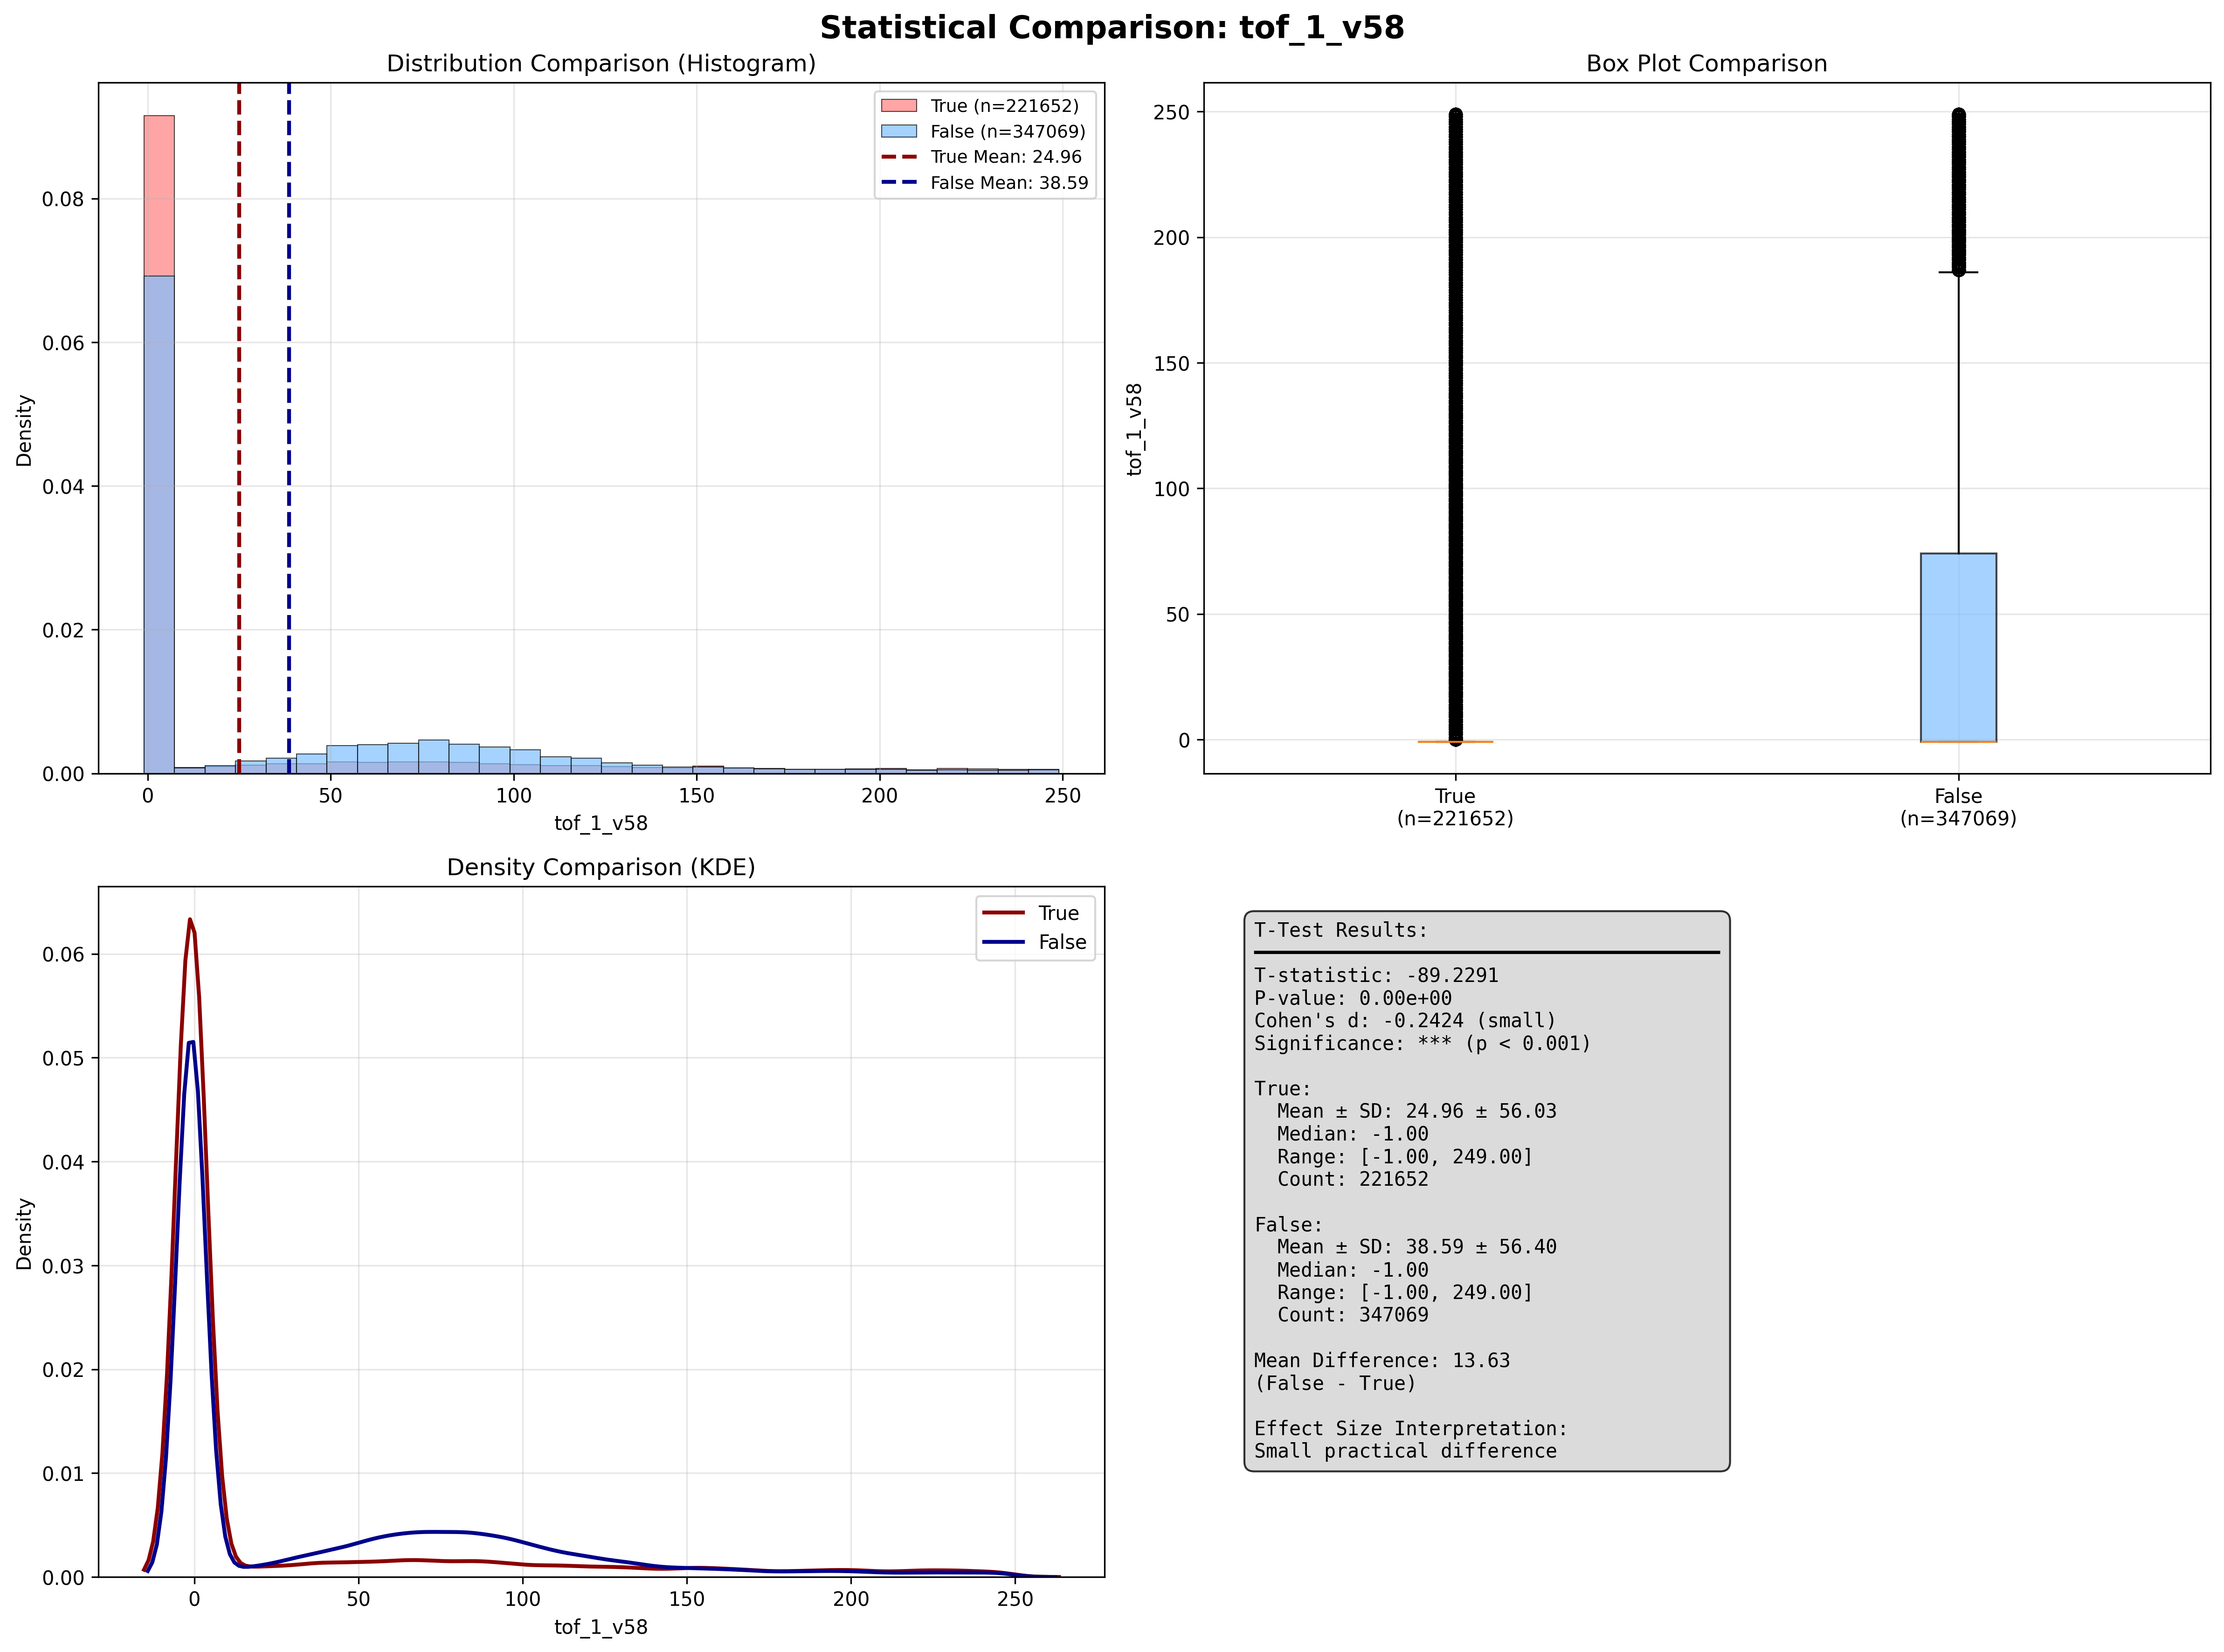 Statistical Comparison: tof_1_v58
Distribution Comparison (Histogram)
Density
0.08
0.06
0.04
0.02
0.00
True (n=221652)
False (n=347069)
True Mean: 24.96
False Mean: 38.59
0
50
100
150
200
250
tof_1_v58
Box Plot Comparison
tof_1_v58
250
200
150
100
50
0
True
(n=221652)
False
(n=347069)
Density Comparison (KDE)
Density
0.06
0.05
0.04
0.03
0.02
0.01
0.00
True
False
0
50
100
150
200
250
tof_1_v58
T-Test Results:
T-statistic: -89.2291
P-value: 0.00e+00
Cohen's d: -0.2424 (small)
Significance: *** (p < 0.001)
True:
Mean ± SD: 24.96 ± 56.03
Median: -1.00
Range: [-1.00, 249.00]
Count: 221652
False:
Mean ± SD: 38.59 ± 56.40
Median: -1.00
Range: [-1.00, 249.00]
Count: 347069
Mean Difference: 13.63
(False - True)
Effect Size Interpretation:
Small practical difference